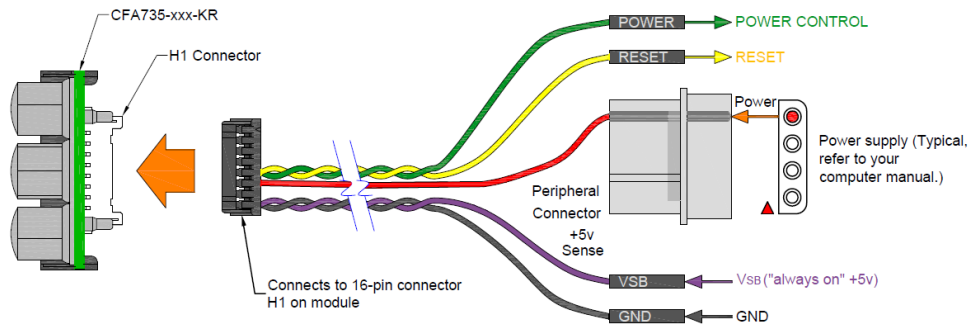 CFA735-xxx-KR
H1 Connector
POWER
POWER CONTROL
RESET
RESET
Power
Power supply (Typical,
refer to your
computer manual.)
Peripheral
Connector
+5v
Sense
Connects to 16-pin connector
H1 on module
VSB
VSB ("always on" +5v)
GND
GND